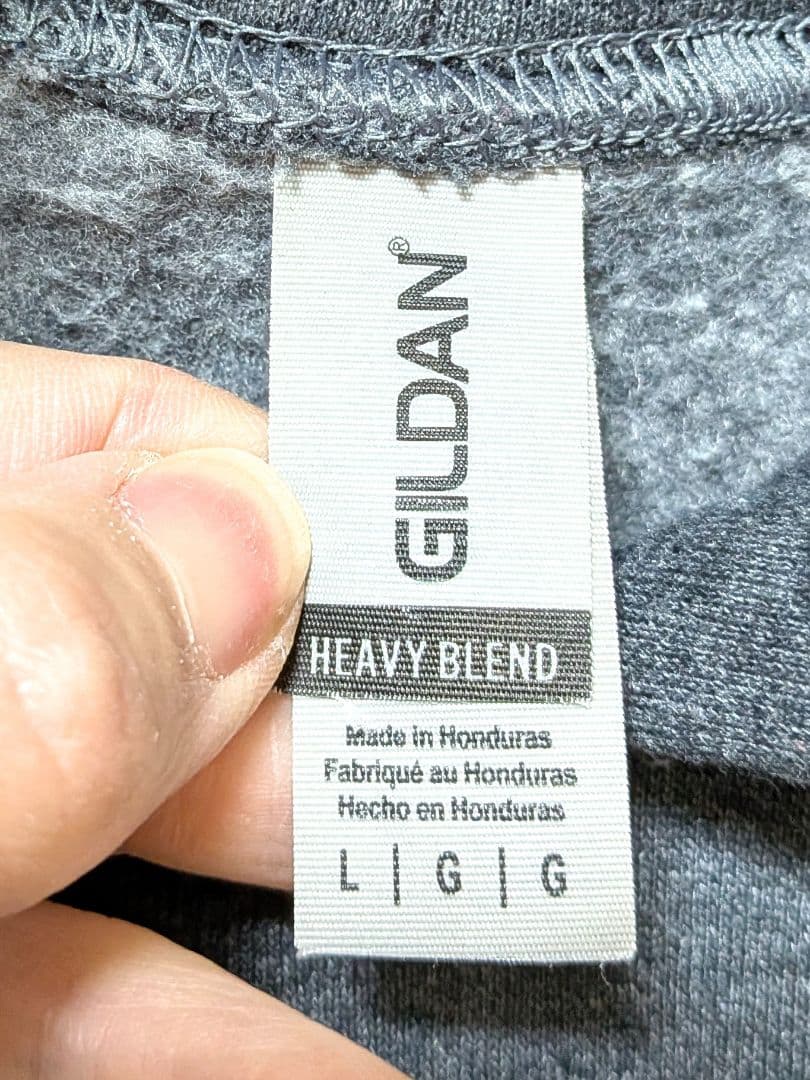 GILDAN®
HEAVY BLEND
Made in Honduras
Fabriqué au Honduras
Hecho en Honduras
L | G | G